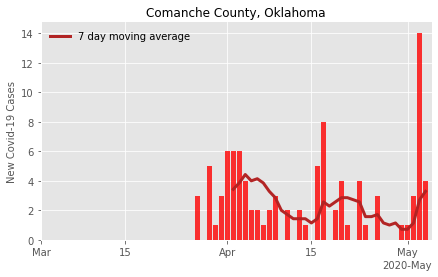 Comanche County, Oklahoma
7 day moving average
New Covid-19 Cases
14
12
10
8
6
4
2
0
Mar 15 Apr 15 May
2020-May